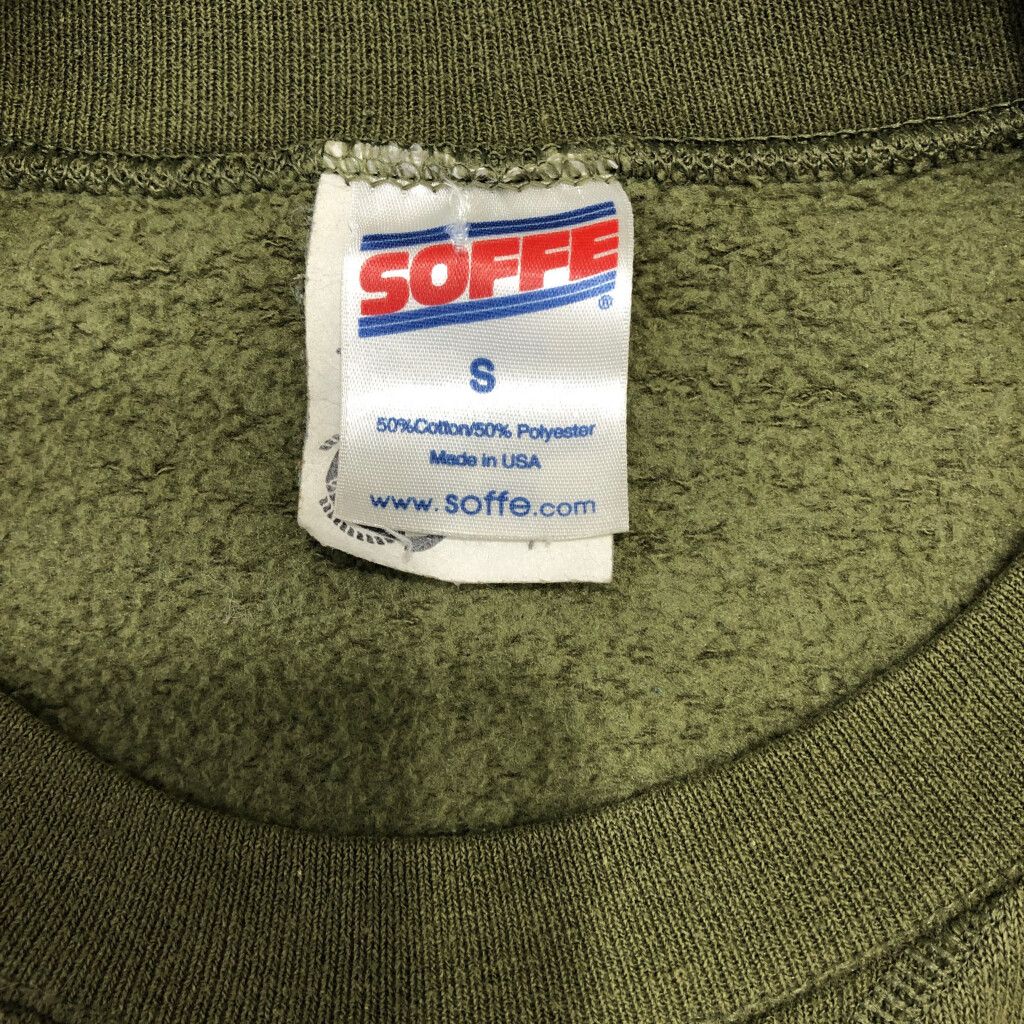 SOFFE
®
S
50%Cotton/50% Polyester
Made in USA
www.soffe.com